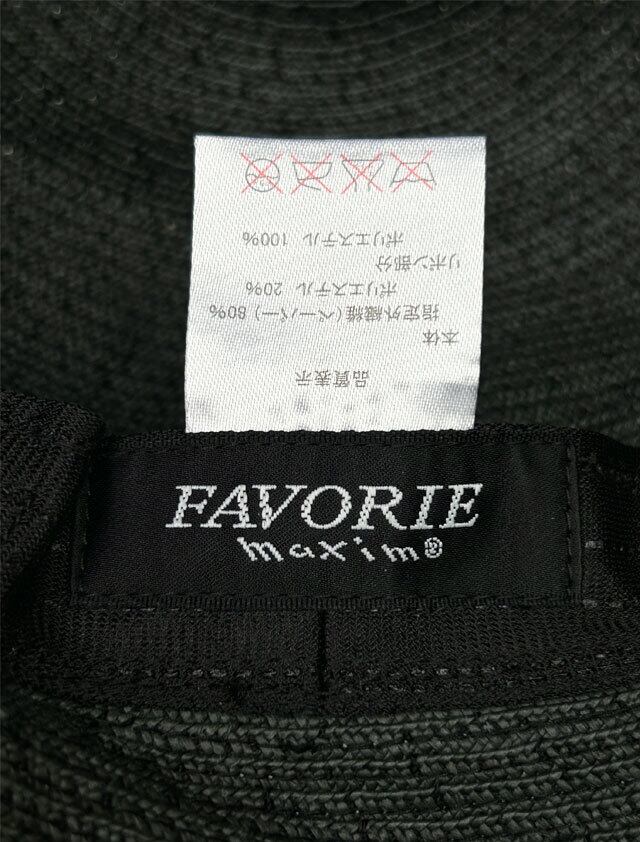 品質表示
本体
指定外繊維(ペーパー) 80%
ポリエステル 20%
リボン部分
ポリエステル 100%
FAVORIE
maxim®